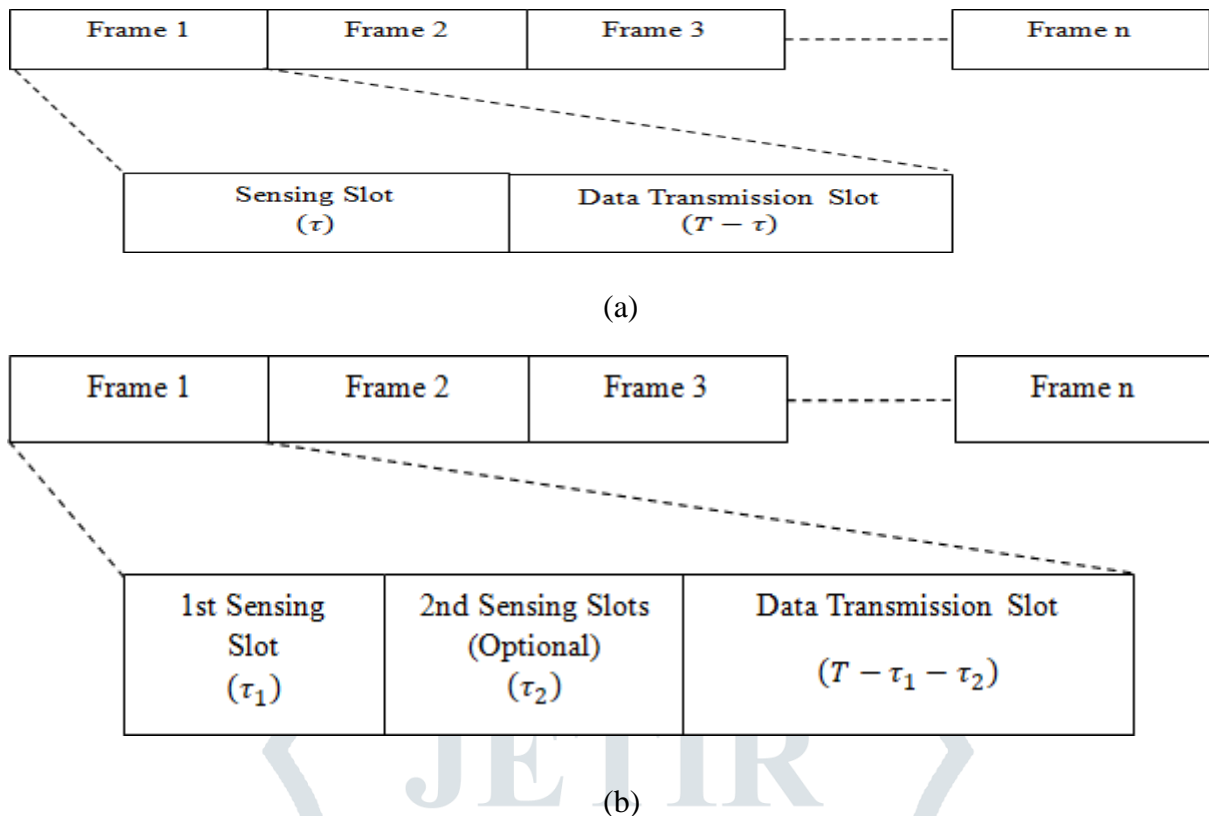 Frame 1 Frame 2 Frame 3 Frame n
Sensing Slot Data Transmission Slot
(τ) (T − τ)
(a)
Frame 1 Frame 2 Frame 3 Frame n
1st Sensing Slot
(τ₁)
2nd Sensing Slots
(Optional)
(τ₂)
Data Transmission Slot
(T − τ₁ − τ₂)
JETIR
(b)